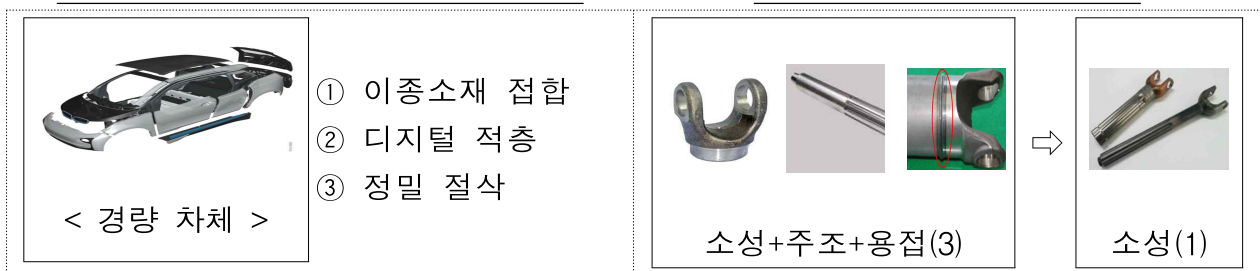 ① 이종소재 접합
② 디지털 적층
③ 정밀 절삭
< 경량 차체 >
소성+주조+용접(3)
⇨
소성(1)